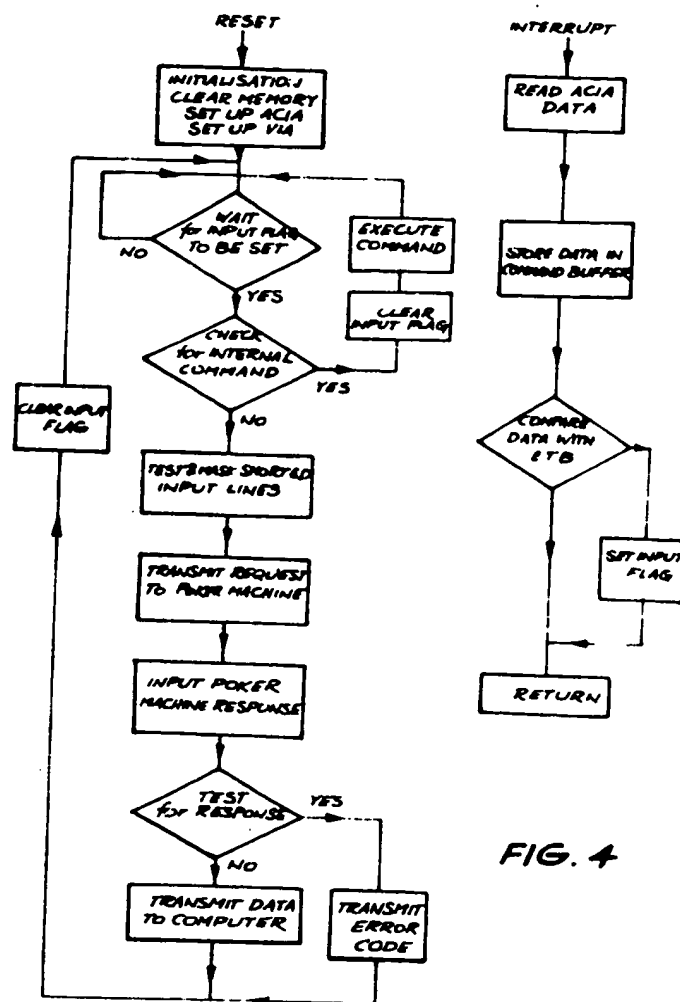 RESET
INITIALISATION
CLEAR MEMORY
SET UP ACIA
SET UP VIA
WAIT
for INPUT FLAG
TO BE SET
NO
YES
EXECUTE
COMMAND
CLEAR
INPUT FLAG
CHECK
for INTERNAL
COMMAND
YES
NO
CLEAR INPUT
FLAG
TEST & MASK SHORTED
INPUT LINES
TRANSMIT REQUEST
TO POKER MACHINE
INPUT POKER
MACHINE RESPONSE
TEST
for RESPONSE
YES
NO
TRANSMIT DATA
TO COMPUTER
TRANSMIT
ERROR
CODE
INTERRUPT
READ ACIA
DATA
STORE DATA IN
COMMAND BUFFER
COMPARE
DATA WITH
ETB
SET INPUT
FLAG
RETURN
FIG. 4